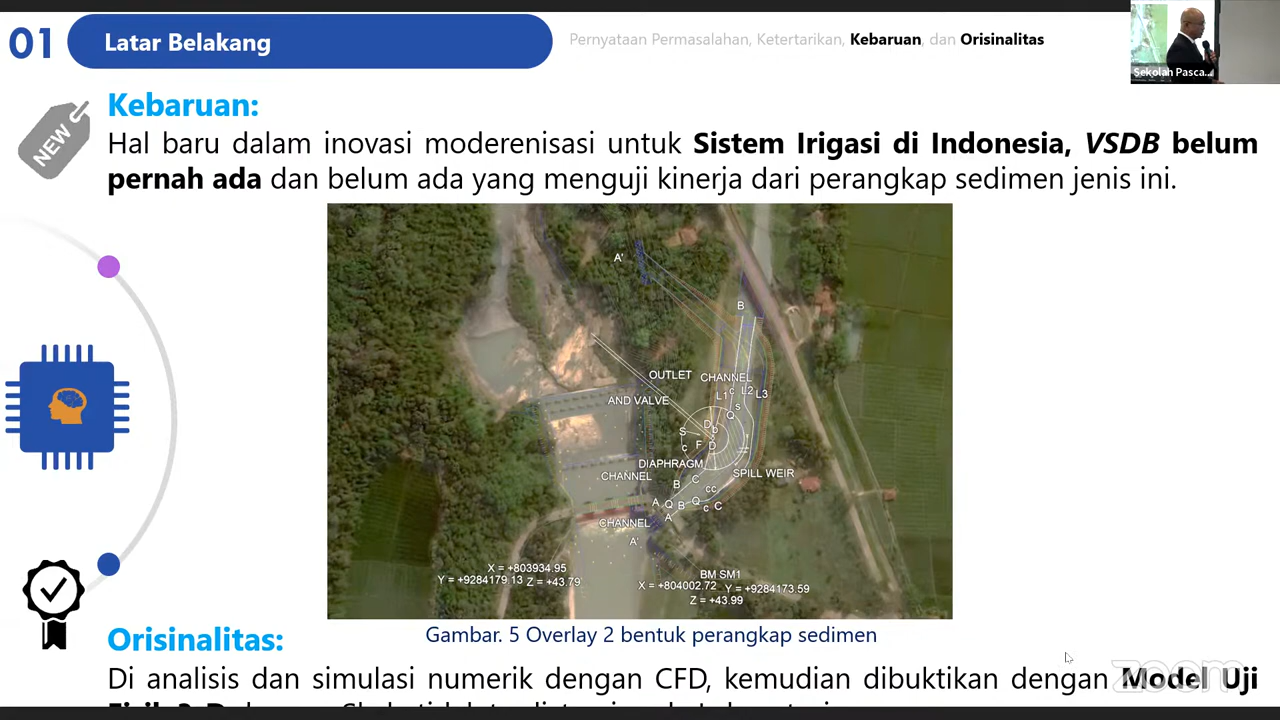 01
Latar Belakang
Pernyataan Permasalahan, Ketertarikan, Kebaruan, dan Orisinalitas
Sekolah Pasca...
NEW
Kebaruan:
Hal baru dalam inovasi moderenisasi untuk Sistem Irigasi di Indonesia, VSDB belum
pernah ada dan belum ada yang menguji kinerja dari perangkap sedimen jenis ini.
A'
B
OUTLET
CHANNEL
AND VALVE
L1
c
L2
L3
s
Q
D
b
S
c
F
D
DIAPHRAGM
SPILL WEIR
CHANNEL
B
C
cc
A
Q
B
Q
c
C
A
CHANNEL
A'
X = +803934.95
Y = +9284179.13 Z = +43.79
BM SM1
X = +804002.72 Y = +9284173.59
Z = +43.99
Gambar. 5 Overlay 2 bentuk perangkap sedimen
Orisinalitas:
Di analisis dan simulasi numerik dengan CFD, kemudian dibuktikan dengan Model Uji
zoom